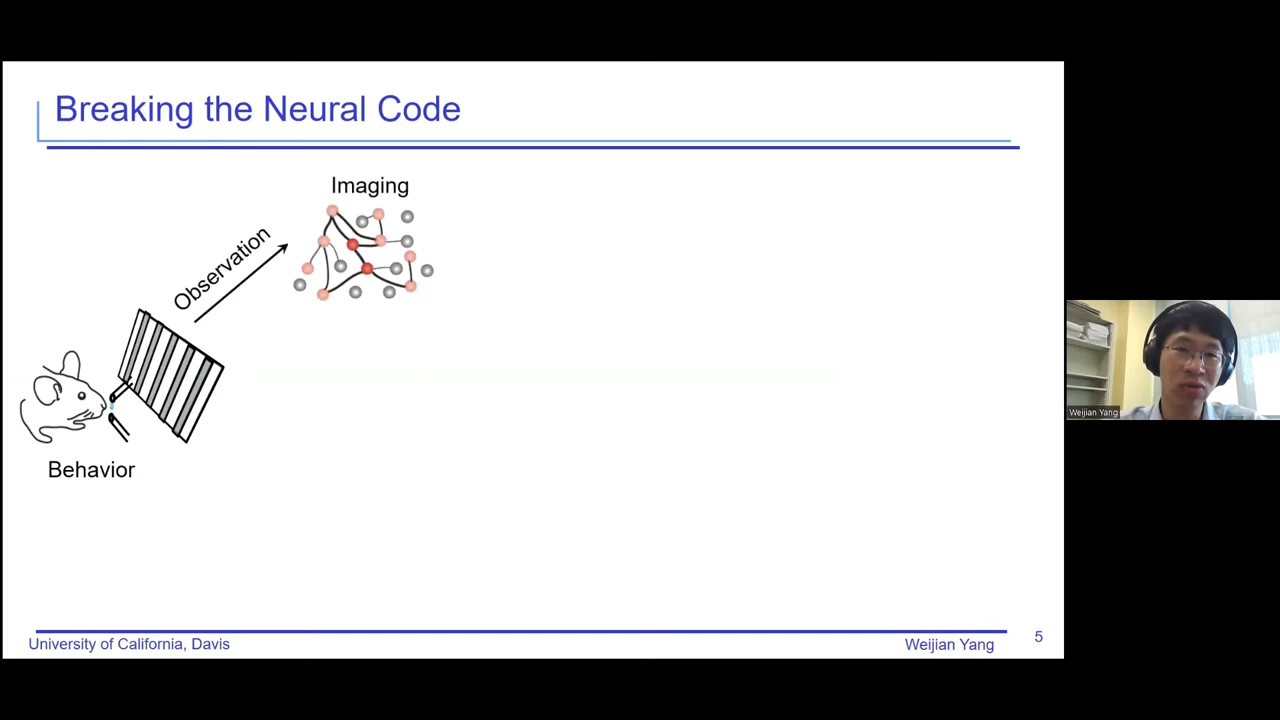 Breaking the Neural Code
Imaging
Observation
Behavior
University of California, Davis
Weijian Yang
5
Weijian Yang